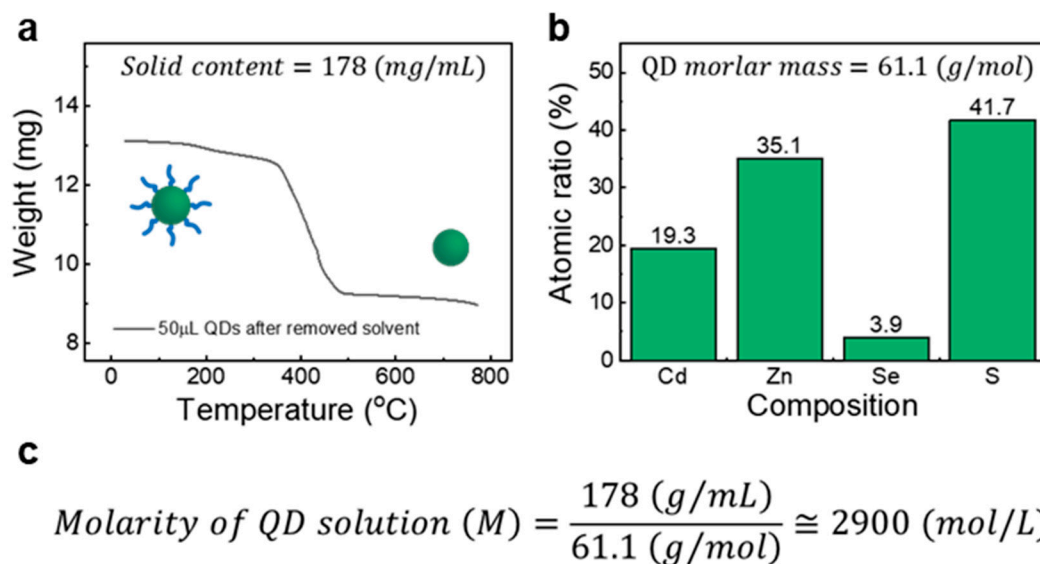 a
Solid content = 178 (mg/mL)
14
12
10
8
Weight (mg)
50μL QDs after removed solvent
0
200
400
600
800
Temperature (°C)
b
QD morlar mass = 61.1 (g/mol)
50
40
30
20
10
0
Atomic ratio (%)
19.3
35.1
3.9
41.7
Cd
Zn
Se
S
Composition
c
Molarity of QD solution (M) = 178 (g/mL) / 61.1 (g/mol) ≅ 2900 (mol/L)